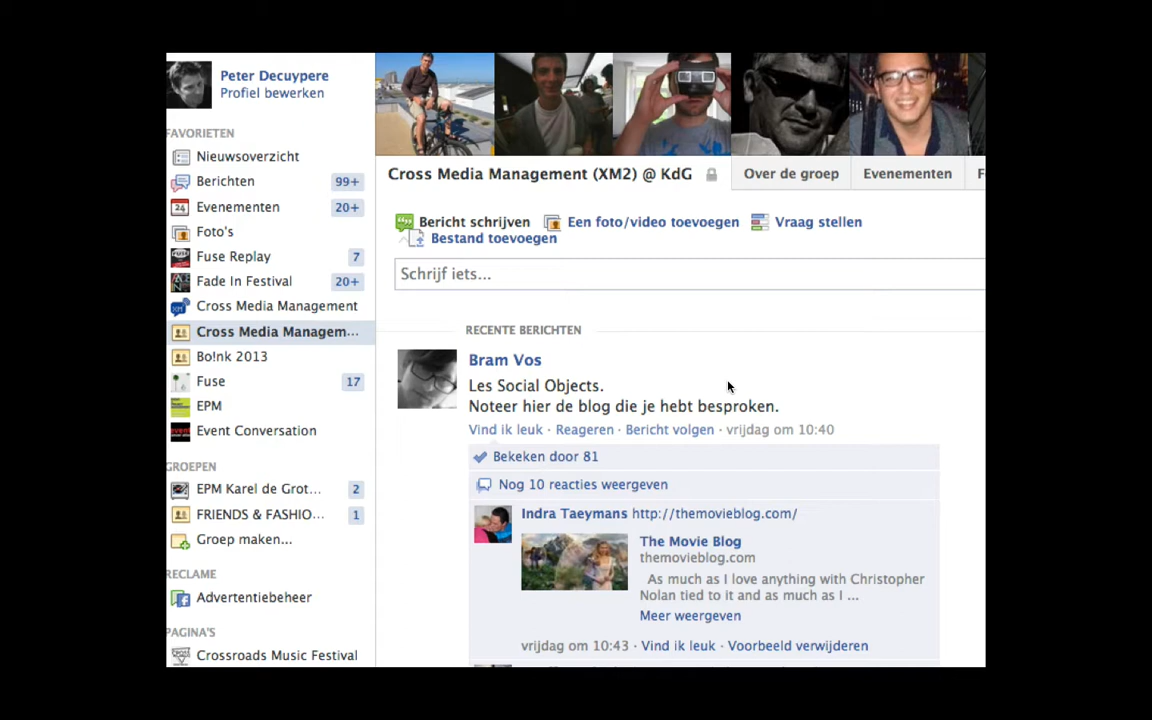 Peter Decuypere
Profiel bewerken
FAVORIETEN
Nieuwsoverzicht
Berichten 99+
24 Evenementen 20+
Foto's
Fuse Replay 7
Fade In Festival 20+
Cross Media Management
Cross Media Managem...
Bo!nk 2013
Fuse 17
EPM
Event Conversation
GROEPEN
EPM Karel de Grot... 2
FRIENDS & FASHIO... 1
Groep maken...
RECLAME
Advertentiebeheer
PAGINA'S
Crossroads Music Festival
Cross Media Management (XM2) @ KdG
Over de groep
Evenementen
F
Bericht schrijven
Een foto/video toevoegen
Vraag stellen
Bestand toevoegen
Schrijf iets...
RECENTE BERICHTEN
Bram Vos
Les Social Objects.
Noteer hier de blog die je hebt besproken.
Vind ik leuk · Reageren · Bericht volgen · vrijdag om 10:40
Bekeken door 81
Nog 10 reacties weergeven
Indra Taeymans http://themovieblog.com/
The Movie Blog
themovieblog.com
As much as I love anything with Christopher
Nolan tied to it and as much as I ...
Meer weergeven
vrijdag om 10:43 · Vind ik leuk · Voorbeeld verwijderen